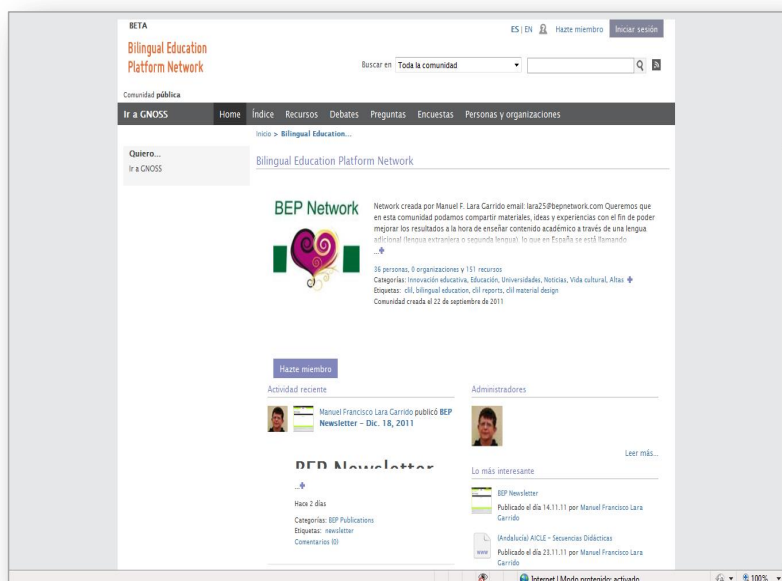 BETA
ES | EN Hazte miembro Iniciar sesión
Bilingual Education
Platform Network
Buscar en Toda la comunidad
Comunidad pública
Ir a GNOSS Home Índice Recursos Debates Preguntas Encuestas Personas y organizaciones
Inicio > Bilingual Education...
Quiero...
Ir a GNOSS
Bilingual Education Platform Network
BEP Network
Network creada por Manuel F. Lara Garrido email: lara25@bepnetwork.com Queremos que
en esta comunidad podamos compartir materiales, ideas y experiencias con el fin de poder
mejorar los resultados a la hora de enseñar contenido académico a través de una lengua
adicional (lengua extranjera o segunda lengua), lo que en España se está llamando
...
36 personas, 0 organizaciones y 151 recursos
Categorías: Innovación educativa, Educación, Universidades, Noticias, Vida cultural, Altas
Etiquetas: clil, bilingual education, clil reports, clil material design
Comunidad creada el 22 de septiembre de 2011
Hazte miembro
Actividad reciente
Manuel Francisco Lara Garrido publicó BEP
Newsletter - Dic. 18, 2011
BEP Newsletter
...
Hace 2 días
Categorías: BEP Publications
Etiquetas: newsletter
Comentarios (0)
Administradores
Leer más...
Lo más interesante
BEP Newsletter
Publicado el día 14.11.11 por Manuel Francisco Lara
Garrido
www
(Andalucía) AICLE - Secuencias Didácticas
Publicado el día 23.11.11 por Manuel Francisco Lara
Garrido
Internet | Modo protegido: activado 100%